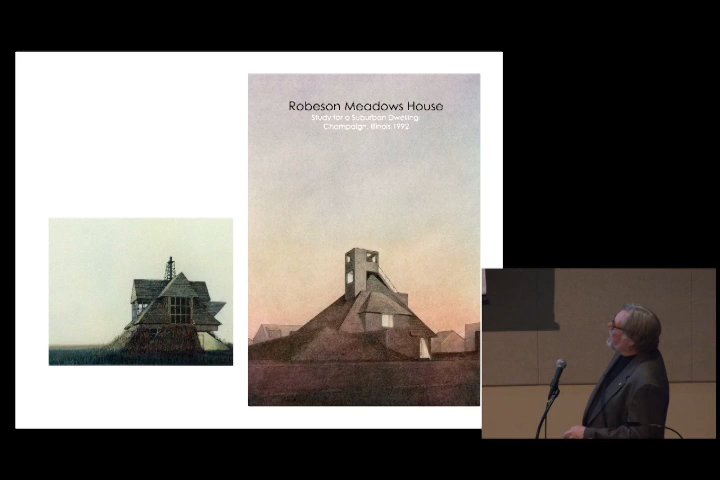 Robeson Meadows House
Study for a Suburban Dwelling
Champaign, Illinois 1992